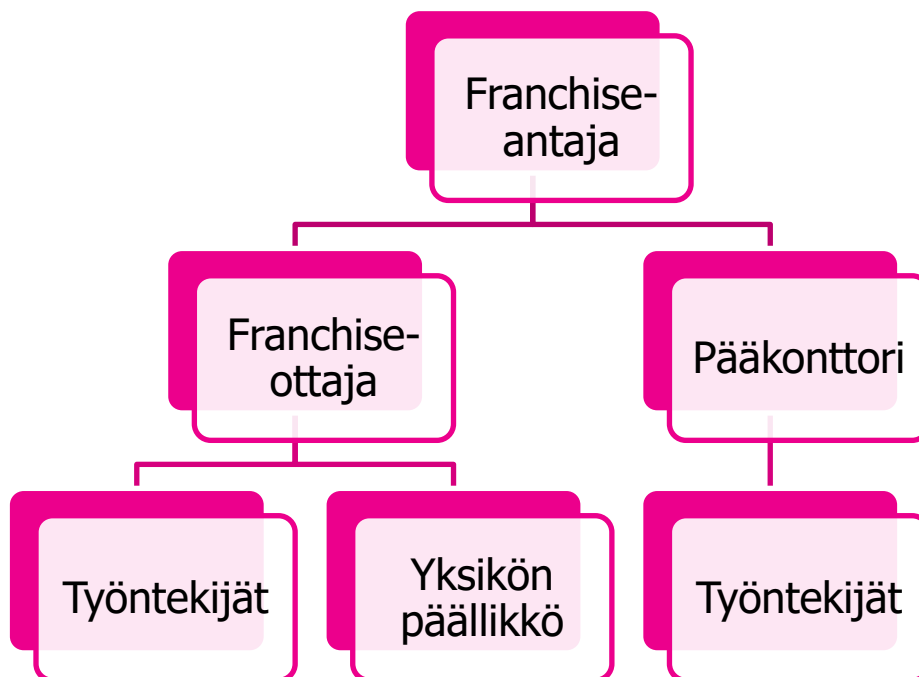 Franchise-
antaja
Franchise-
ottaja
Pääkonttori
Työntekijät
Yksikön
päällikkö
Työntekijät